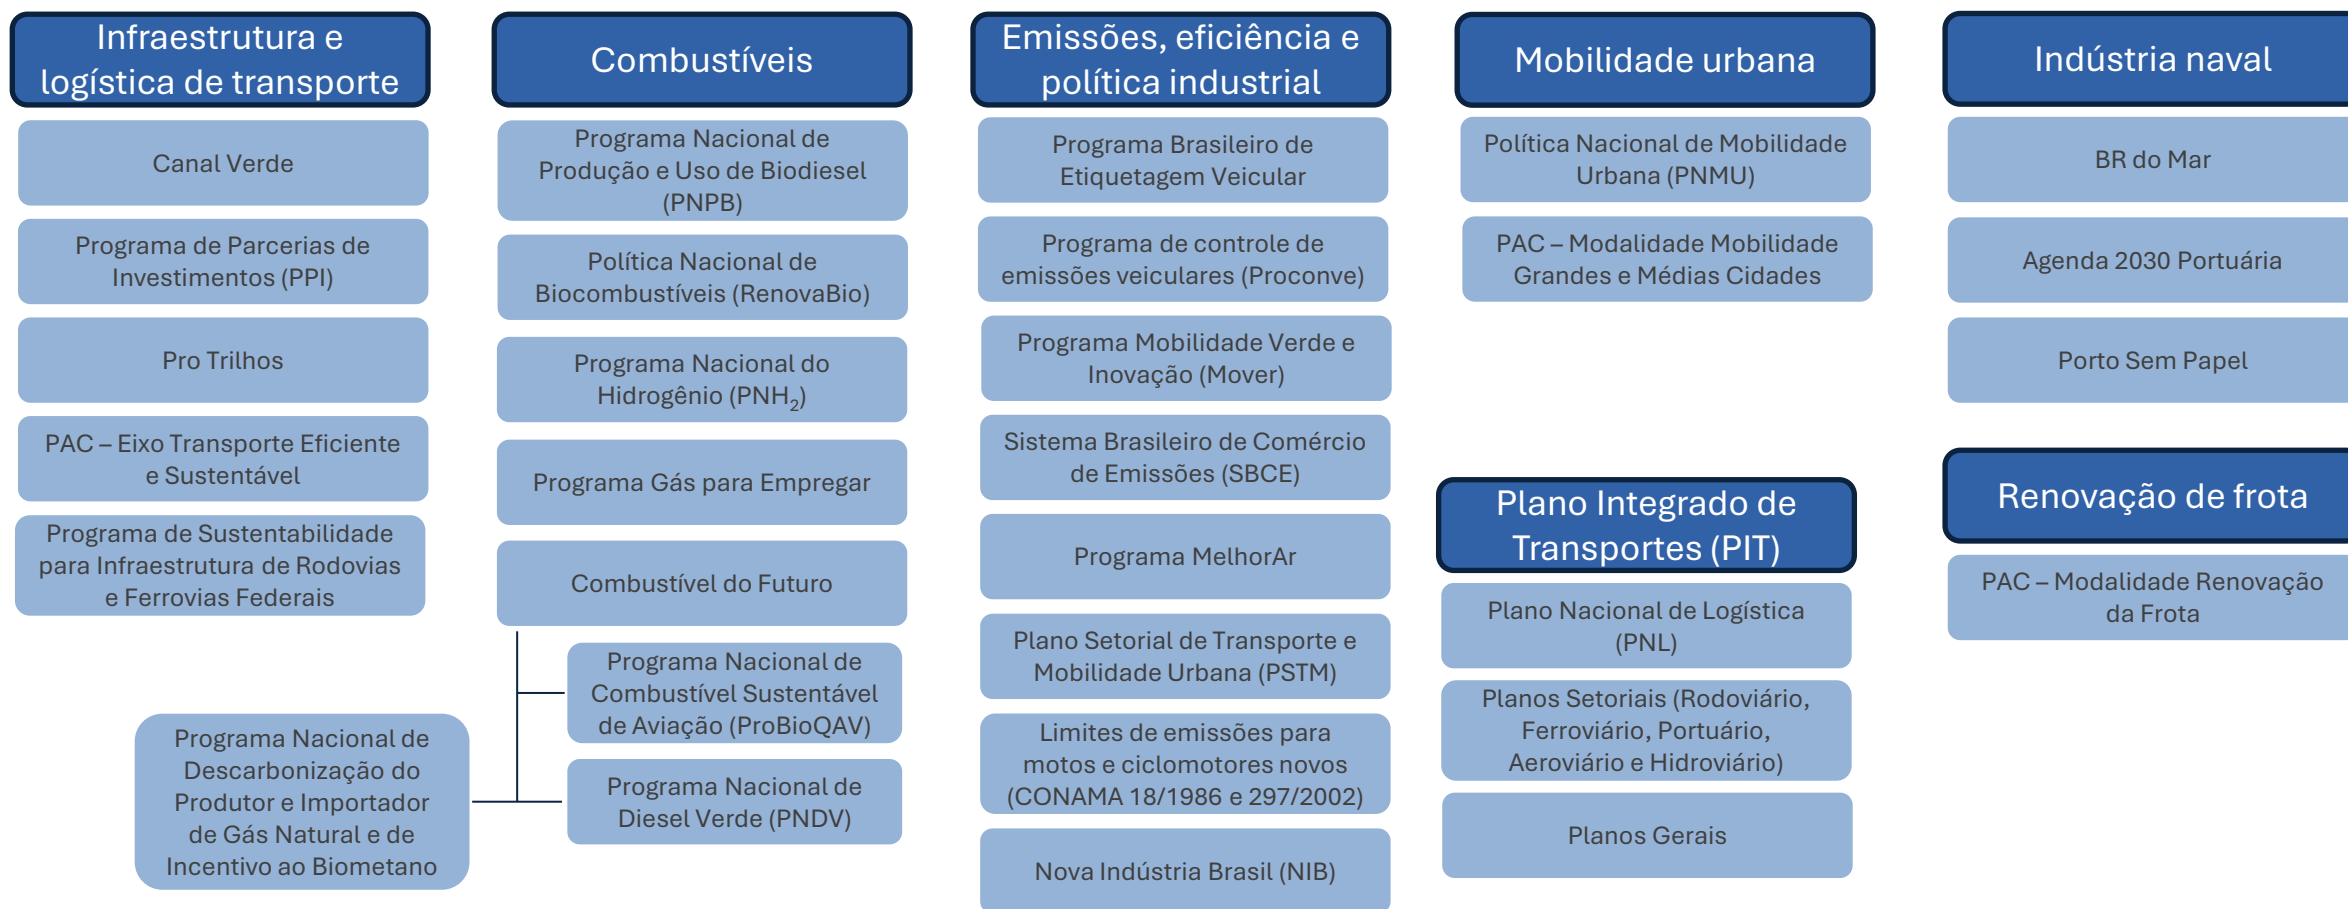 Infraestrutura e
logística de transporte
Canal Verde
Programa de Parcerias de
Investimentos (PPI)
Pro Trilhos
PAC – Eixo Transporte Eficiente
e Sustentável
Programa de Sustentabilidade
para Infraestrutura de Rodovias
e Ferrovias Federais
Combustíveis
Programa Nacional de
Produção e Uso de Biodiesel
(PNPB)
Política Nacional de
Biocombustíveis (RenovaBio)
Programa Nacional do
Hidrogênio (PNH₂)
Programa Gás para Empregar
Combustível do Futuro
Programa Nacional de
Combustível Sustentável
de Aviação (ProBioQAV)
Programa Nacional de
Diesel Verde (PNDV)
Programa Nacional de
Descarbonização do
Produtor e Importador
de Gás Natural e de
Incentivo ao Biometano
Emissões, eficiência e
política industrial
Programa Brasileiro de
Etiquetagem Veicular
Programa de controle de
emissões veiculares (Proconve)
Programa Mobilidade Verde e
Inovação (Mover)
Sistema Brasileiro de Comércio
de Emissões (SBCE)
Programa MelhorAr
Plano Setorial de Transporte e
Mobilidade Urbana (PSTM)
Limites de emissões para
motos e ciclomotores novos
(CONAMA 18/1986 e 297/2002)
Nova Indústria Brasil (NIB)
Mobilidade urbana
Política Nacional de Mobilidade
Urbana (PNMU)
PAC – Modalidade Mobilidade
Grandes e Médias Cidades
Plano Integrado de
Transportes (PIT)
Plano Nacional de Logística
(PNL)
Planos Setoriais (Rodoviário,
Ferroviário, Portuário,
Aeroviário e Hidroviário)
Planos Gerais
Indústria naval
BR do Mar
Agenda 2030 Portuária
Porto Sem Papel
Renovação de frota
PAC – Modalidade Renovação
da Frota